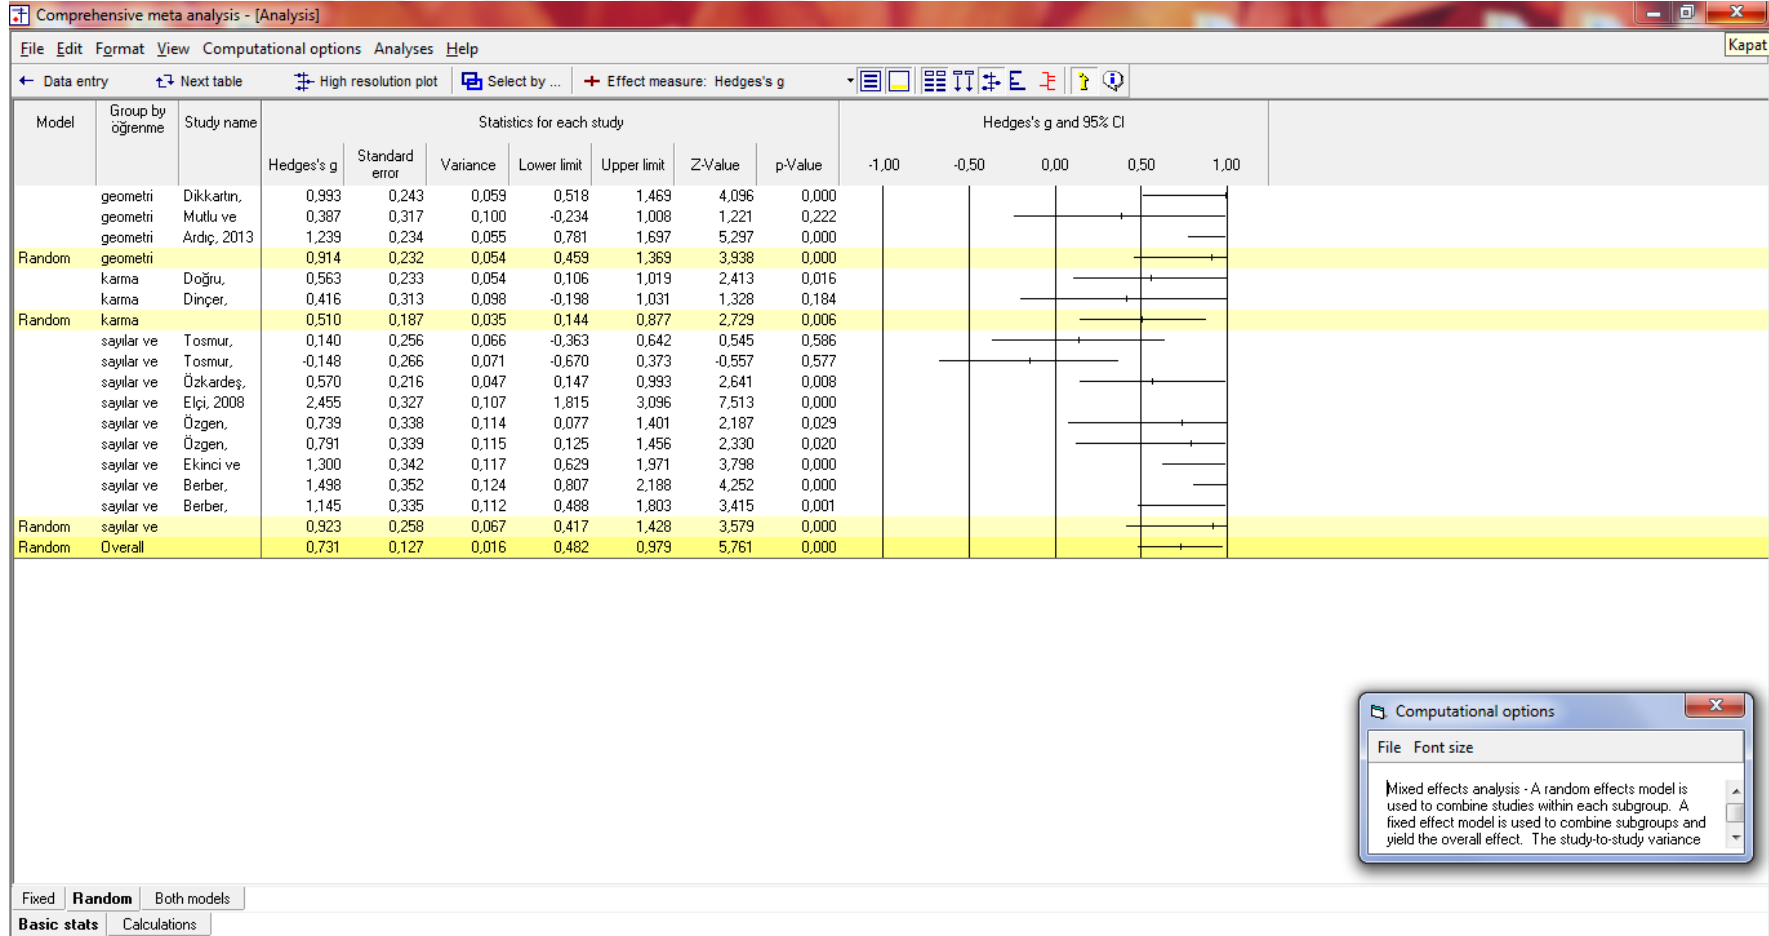 Comprehensive meta analysis - [Analysis]
File Edit Format View Computational options Analyses Help
Kapat
← Data entry Next table High resolution plot Select by ... Effect measure: Hedges's g
Model Group by öğrenme Study name Statistics for each study Hedges's g and 95% CI
Hedges's g Standard error Variance Lower limit Upper limit Z-Value p-Value -1,00 -0,50 0,00 0,50 1,00
geometri Dikkartın, 0,993 0,243 0,059 0,518 1,469 4,096 0,000
geometri Mutlu ve 0,387 0,317 0,100 -0,234 1,008 1,221 0,222
geometri Ardıç, 2013 1,239 0,234 0,055 0,781 1,697 5,297 0,000
Random geometri 0,914 0,232 0,054 0,459 1,369 3,938 0,000
karma Doğru, 0,563 0,233 0,054 0,106 1,019 2,413 0,016
karma Dinçer, 0,416 0,313 0,098 -0,198 1,031 1,328 0,184
Random karma 0,510 0,187 0,035 0,144 0,877 2,729 0,006
sayılar ve Tosmur, 0,140 0,256 0,066 -0,363 0,642 0,545 0,586
sayılar ve Tosmur, -0,148 0,266 0,071 -0,670 0,373 -0,557 0,577
sayılar ve Özkardeş, 0,570 0,216 0,047 0,147 0,993 2,641 0,008
sayılar ve Elçi, 2008 2,455 0,327 0,107 1,815 3,096 7,513 0,000
sayılar ve Özgen, 0,739 0,338 0,114 0,077 1,401 2,187 0,029
sayılar ve Özgen, 0,791 0,339 0,115 0,125 1,456 2,330 0,020
sayılar ve Ekinci ve 1,300 0,342 0,117 0,629 1,971 3,798 0,000
sayılar ve Berber, 1,498 0,352 0,124 0,807 2,188 4,252 0,000
sayılar ve Berber, 1,145 0,335 0,112 0,488 1,803 3,415 0,001
Random sayılar ve 0,923 0,258 0,067 0,417 1,428 3,579 0,000
Random Overall 0,731 0,127 0,016 0,482 0,979 5,761 0,000
Computational options
File Font size
Mixed effects analysis - A random effects model is
used to combine studies within each subgroup. A
fixed effect model is used to combine subgroups and
yield the overall effect. The study-to-study variance
Fixed Random Both models
Basic stats Calculations